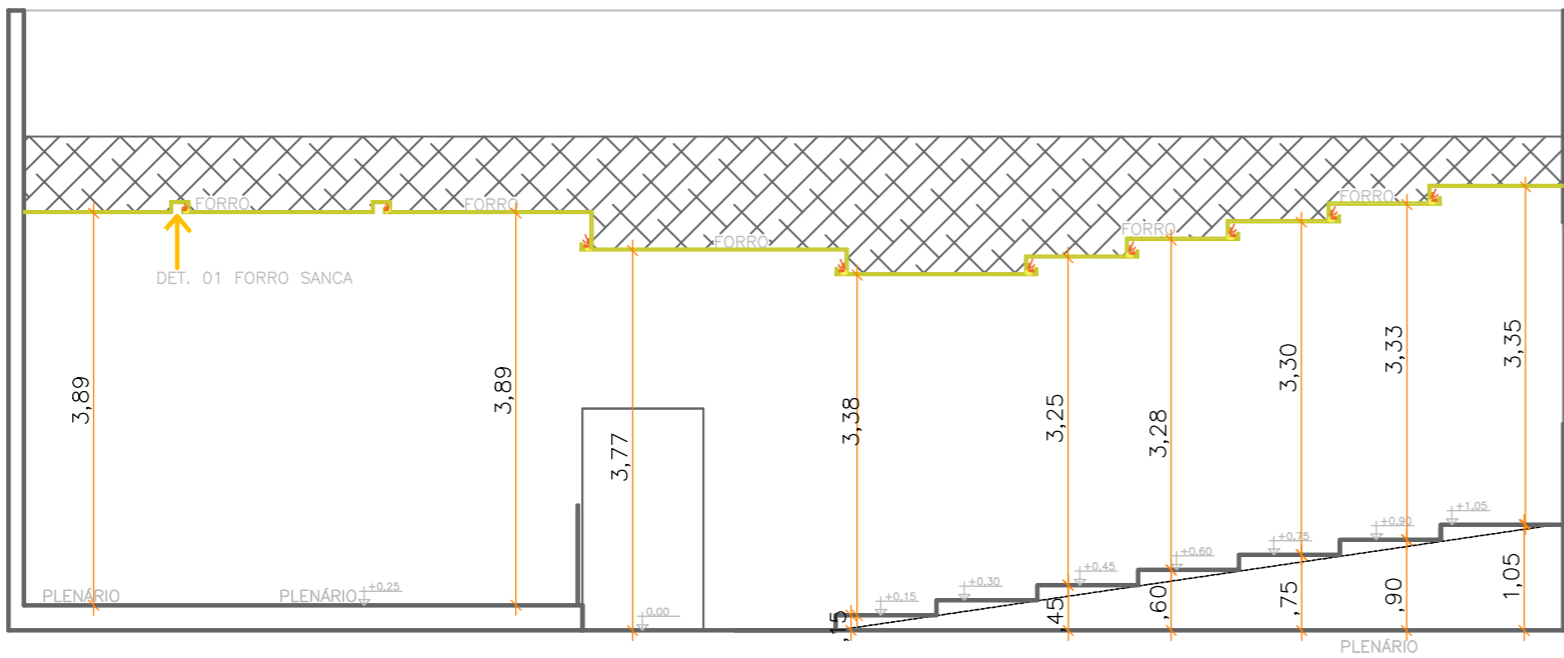 FORRO
FORRO
FORRO
FORRO
FORRO
DET. 01 FORRO SANCA
3,89
3,89
3,77
3,38
3,25
3,28
3,30
3,33
3,35
PLENÁRIO
PLENÁRIO
+0,25
0,00
+0,15
+0,30
+0,45
+0,60
+0,75
+0,90
+1,05
,15
,45
,60
,75
,90
1,05
PLENÁRIO